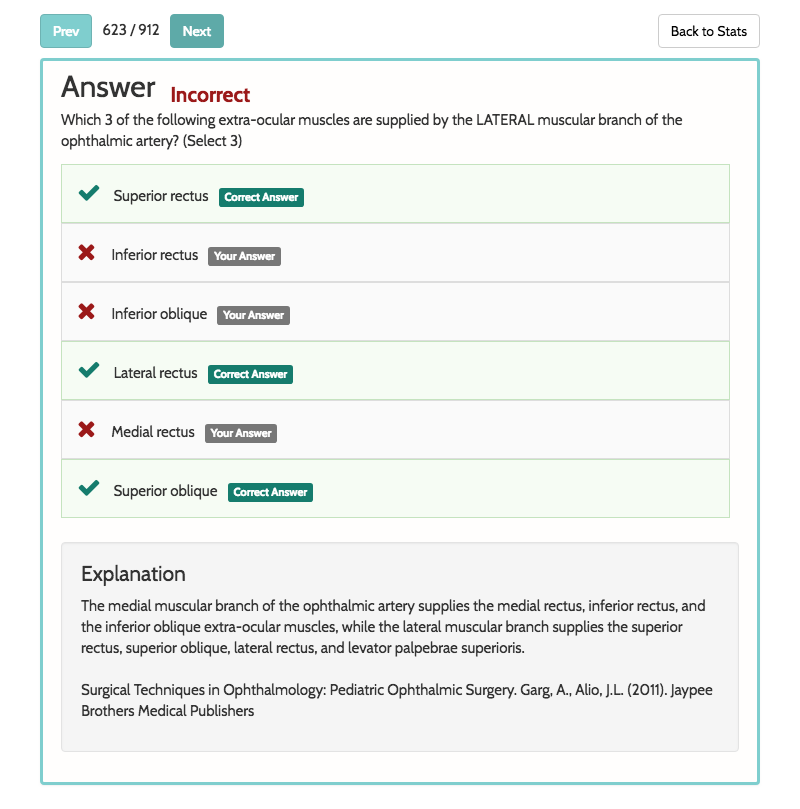 Prev 623 / 912 Next Back to Stats
Answer Incorrect
Which 3 of the following extra-ocular muscles are supplied by the LATERAL muscular branch of the
ophthalmic artery? (Select 3)
Superior rectus Correct Answer
Inferior rectus Your Answer
Inferior oblique Your Answer
Lateral rectus Correct Answer
Medial rectus Your Answer
Superior oblique Correct Answer
Explanation
The medial muscular branch of the ophthalmic artery supplies the medial rectus, inferior rectus, and
the inferior oblique extra-ocular muscles, while the lateral muscular branch supplies the superior
rectus, superior oblique, lateral rectus, and levator palpebrae superioris.
Surgical Techniques in Ophthalmology: Pediatric Ophthalmic Surgery. Garg, A., Alio, J.L. (2011). Jaypee
Brothers Medical Publishers